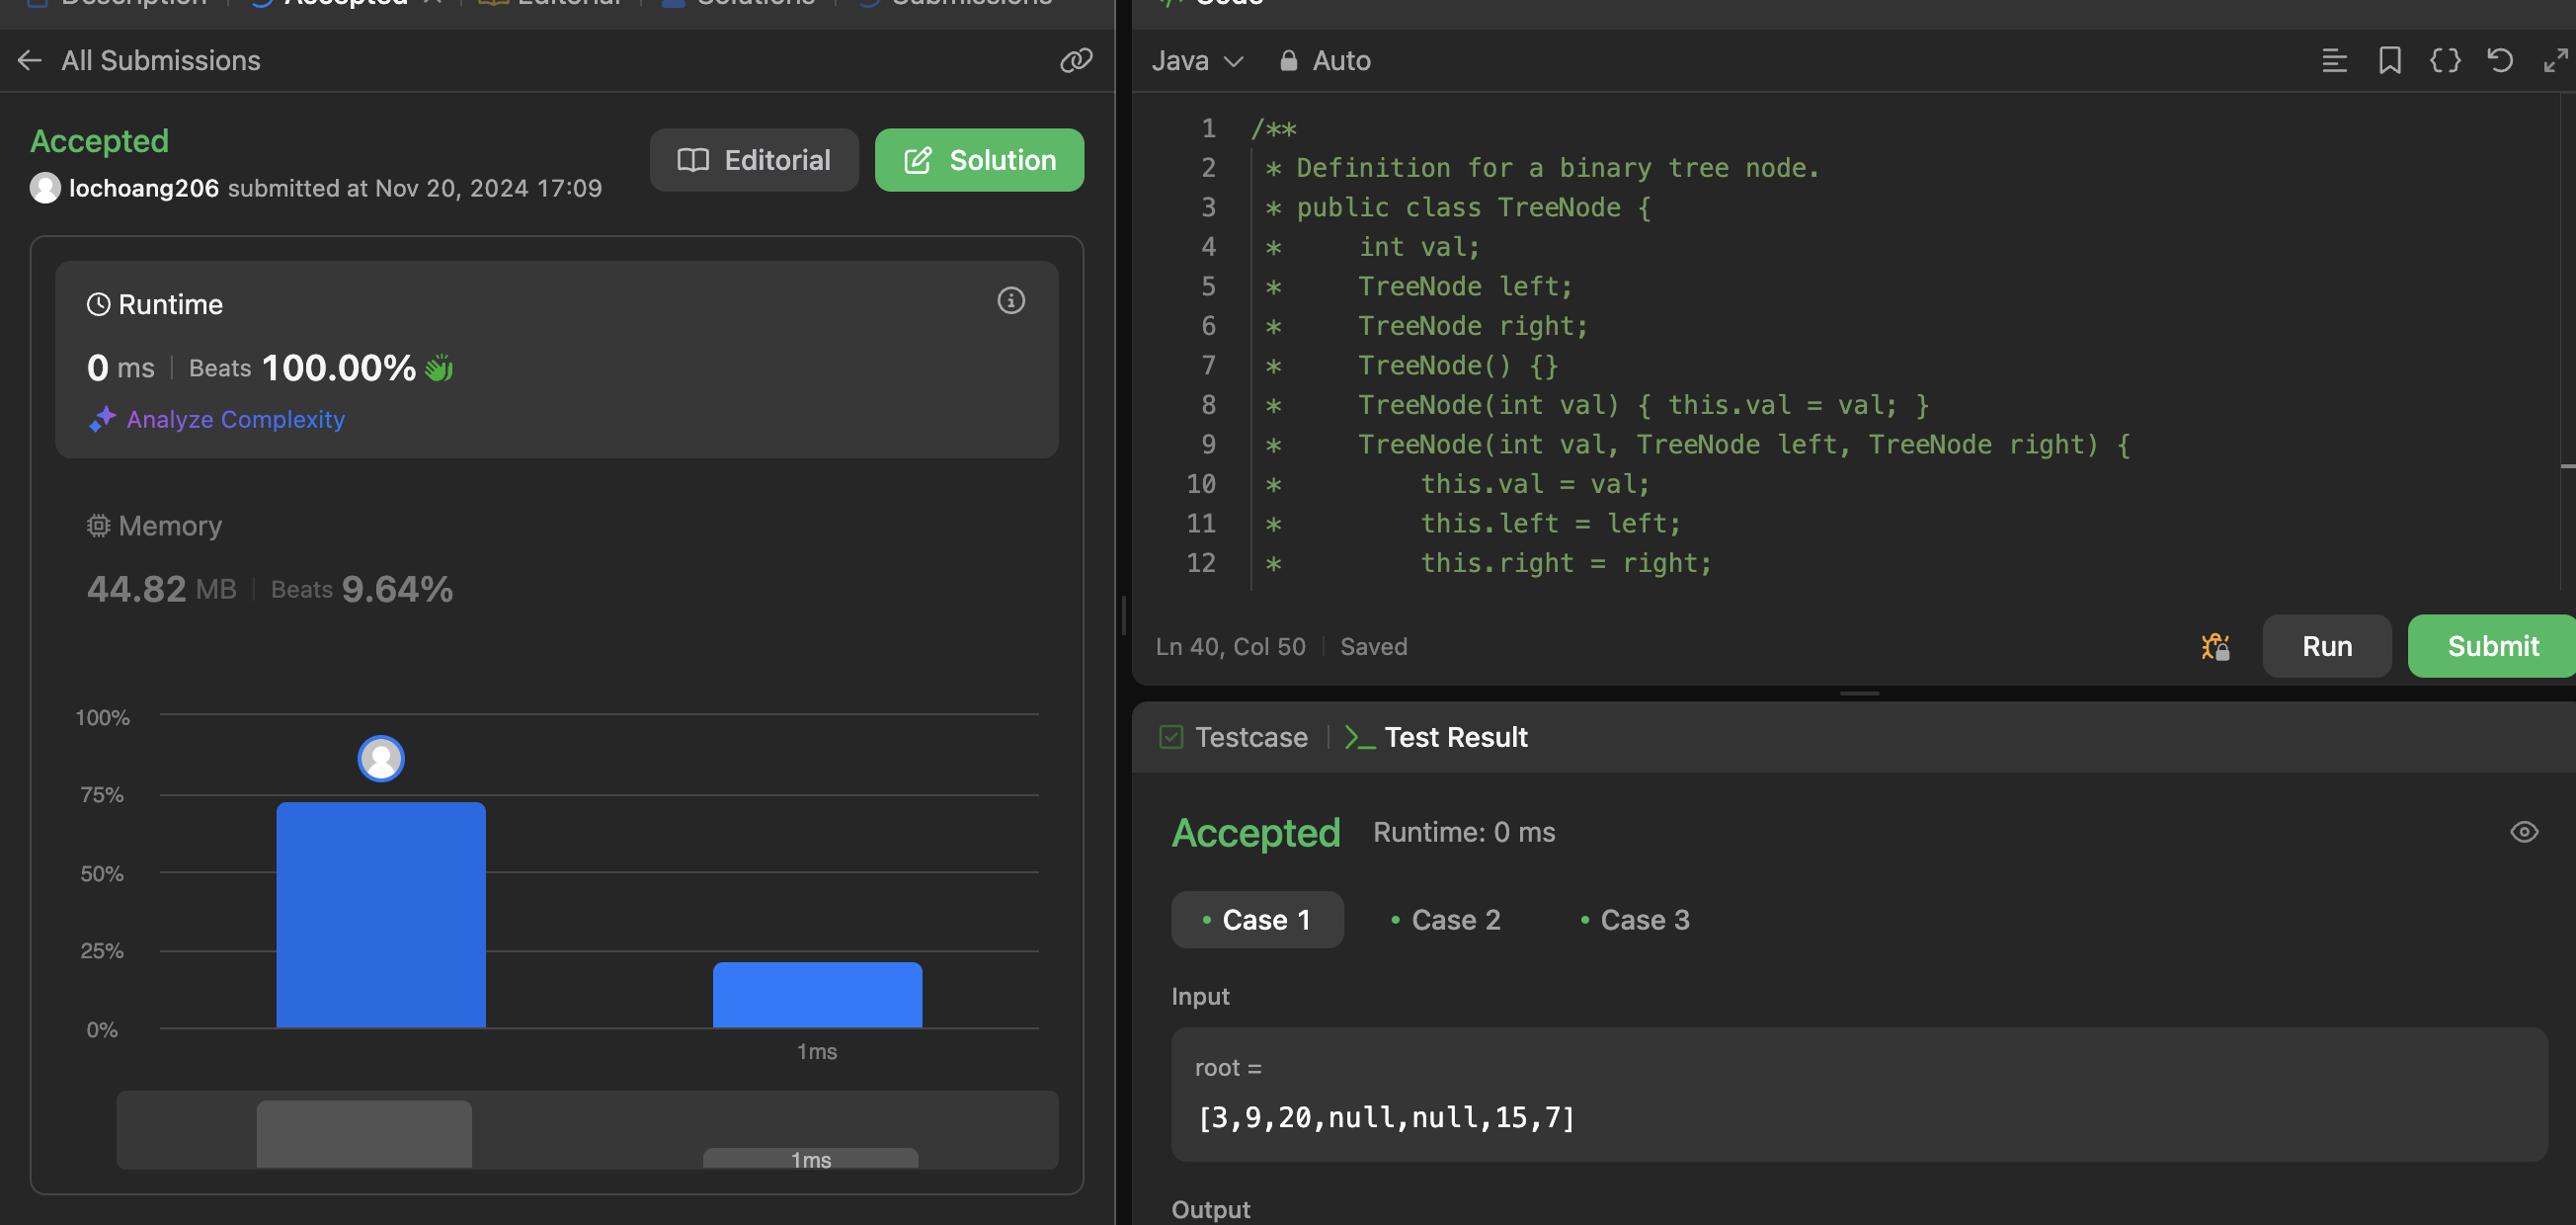 Description
Accepted
Editorial
Solutions
Submissions
All Submissions
Accepted
lochoang206 submitted at Nov 20, 2024 17:09
Editorial
Solution
Runtime
0 ms | Beats 100.00%
Analyze Complexity
Memory
44.82 MB | Beats 9.64%
100%
75%
50%
25%
0%
1ms
1ms
Code
Java
Auto
1 /**
2 * Definition for a binary tree node.
3 * public class TreeNode {
4 *     int val;
5 *     TreeNode left;
6 *     TreeNode right;
7 *     TreeNode() {}
8 *     TreeNode(int val) { this.val = val; }
9 *     TreeNode(int val, TreeNode left, TreeNode right) {
10 *         this.val = val;
11 *         this.left = left;
12 *         this.right = right;
Ln 40, Col 50 | Saved
Run
Submit
Testcase | >_ Test Result
Accepted Runtime: 0 ms
• Case 1 • Case 2 • Case 3
Input
root =
[3,9,20,null,null,15,7]
Output